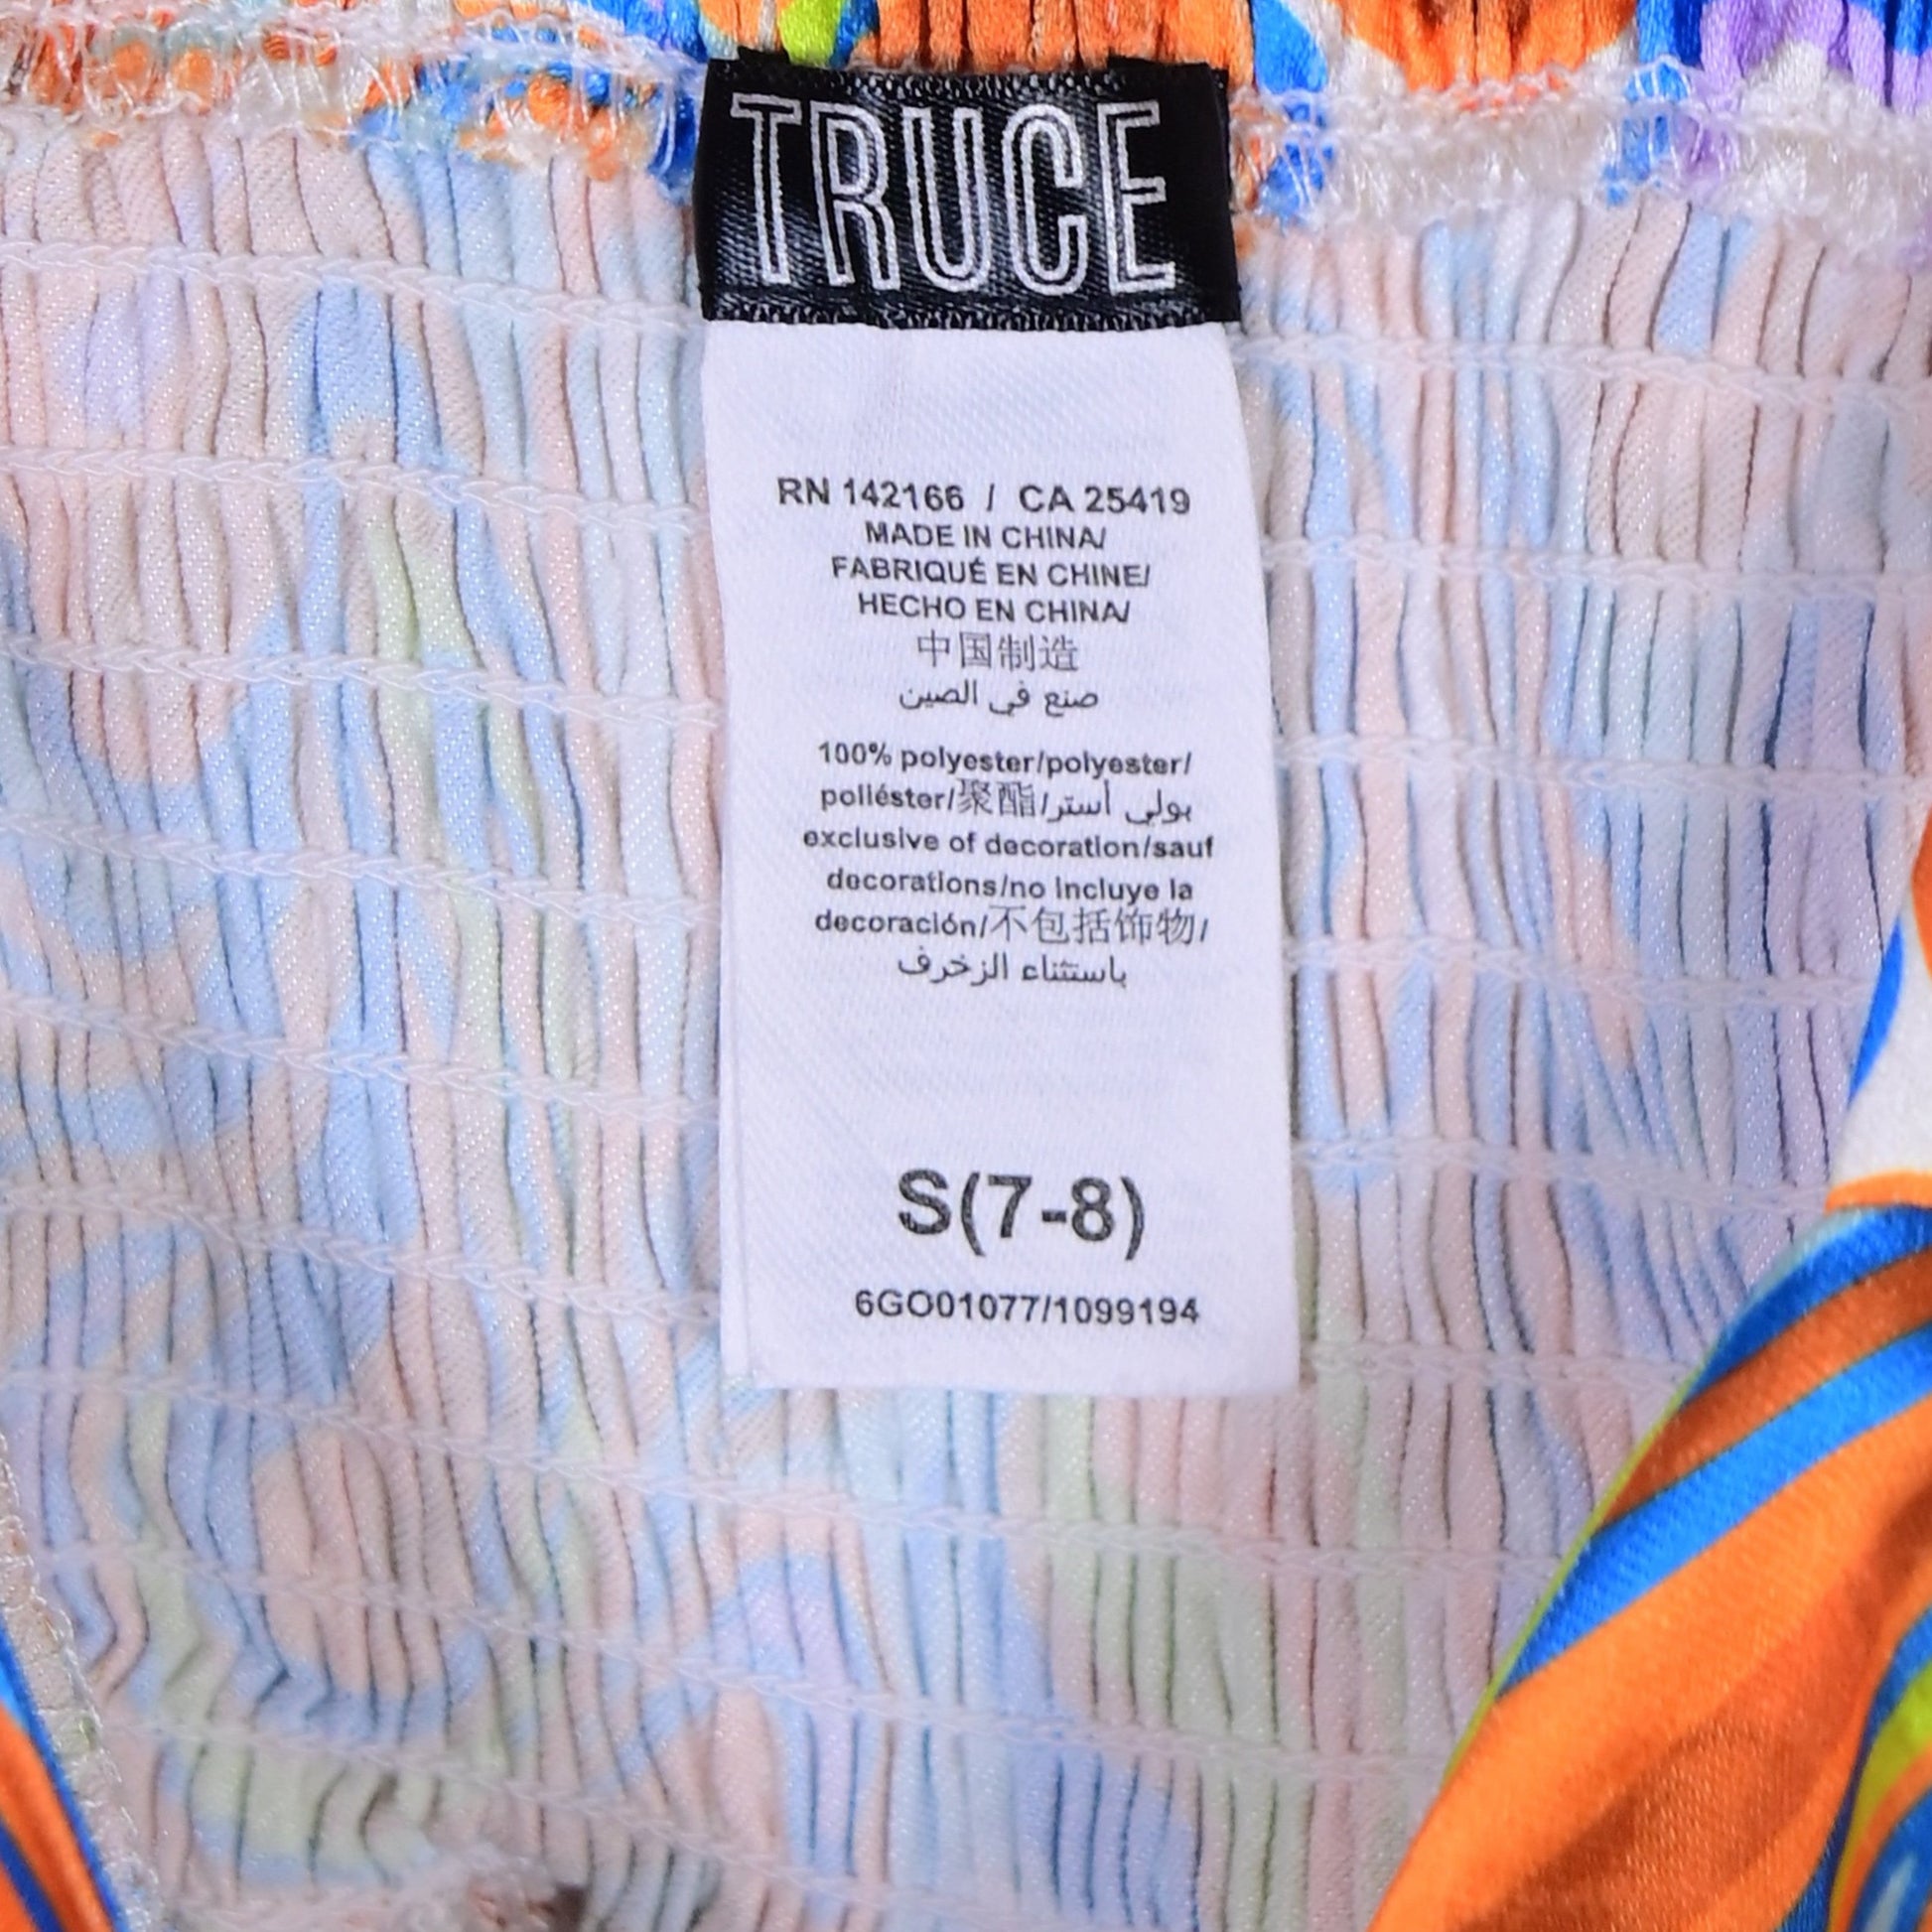 TRUCE
RN 142166 / CA 25419
MADE IN CHINA/
FABRIQUÉ EN CHINE/
HECHO EN CHINA/
中国制造
صنع في الصين
100% polyester/polyester/
poliéster/聚酯/بولي أستر
exclusive of decoration/sauf
decorations/no incluye la
decoración/不包括饰物/
باستثناء الزخرف
S(7-8)
6GO01077/1099194